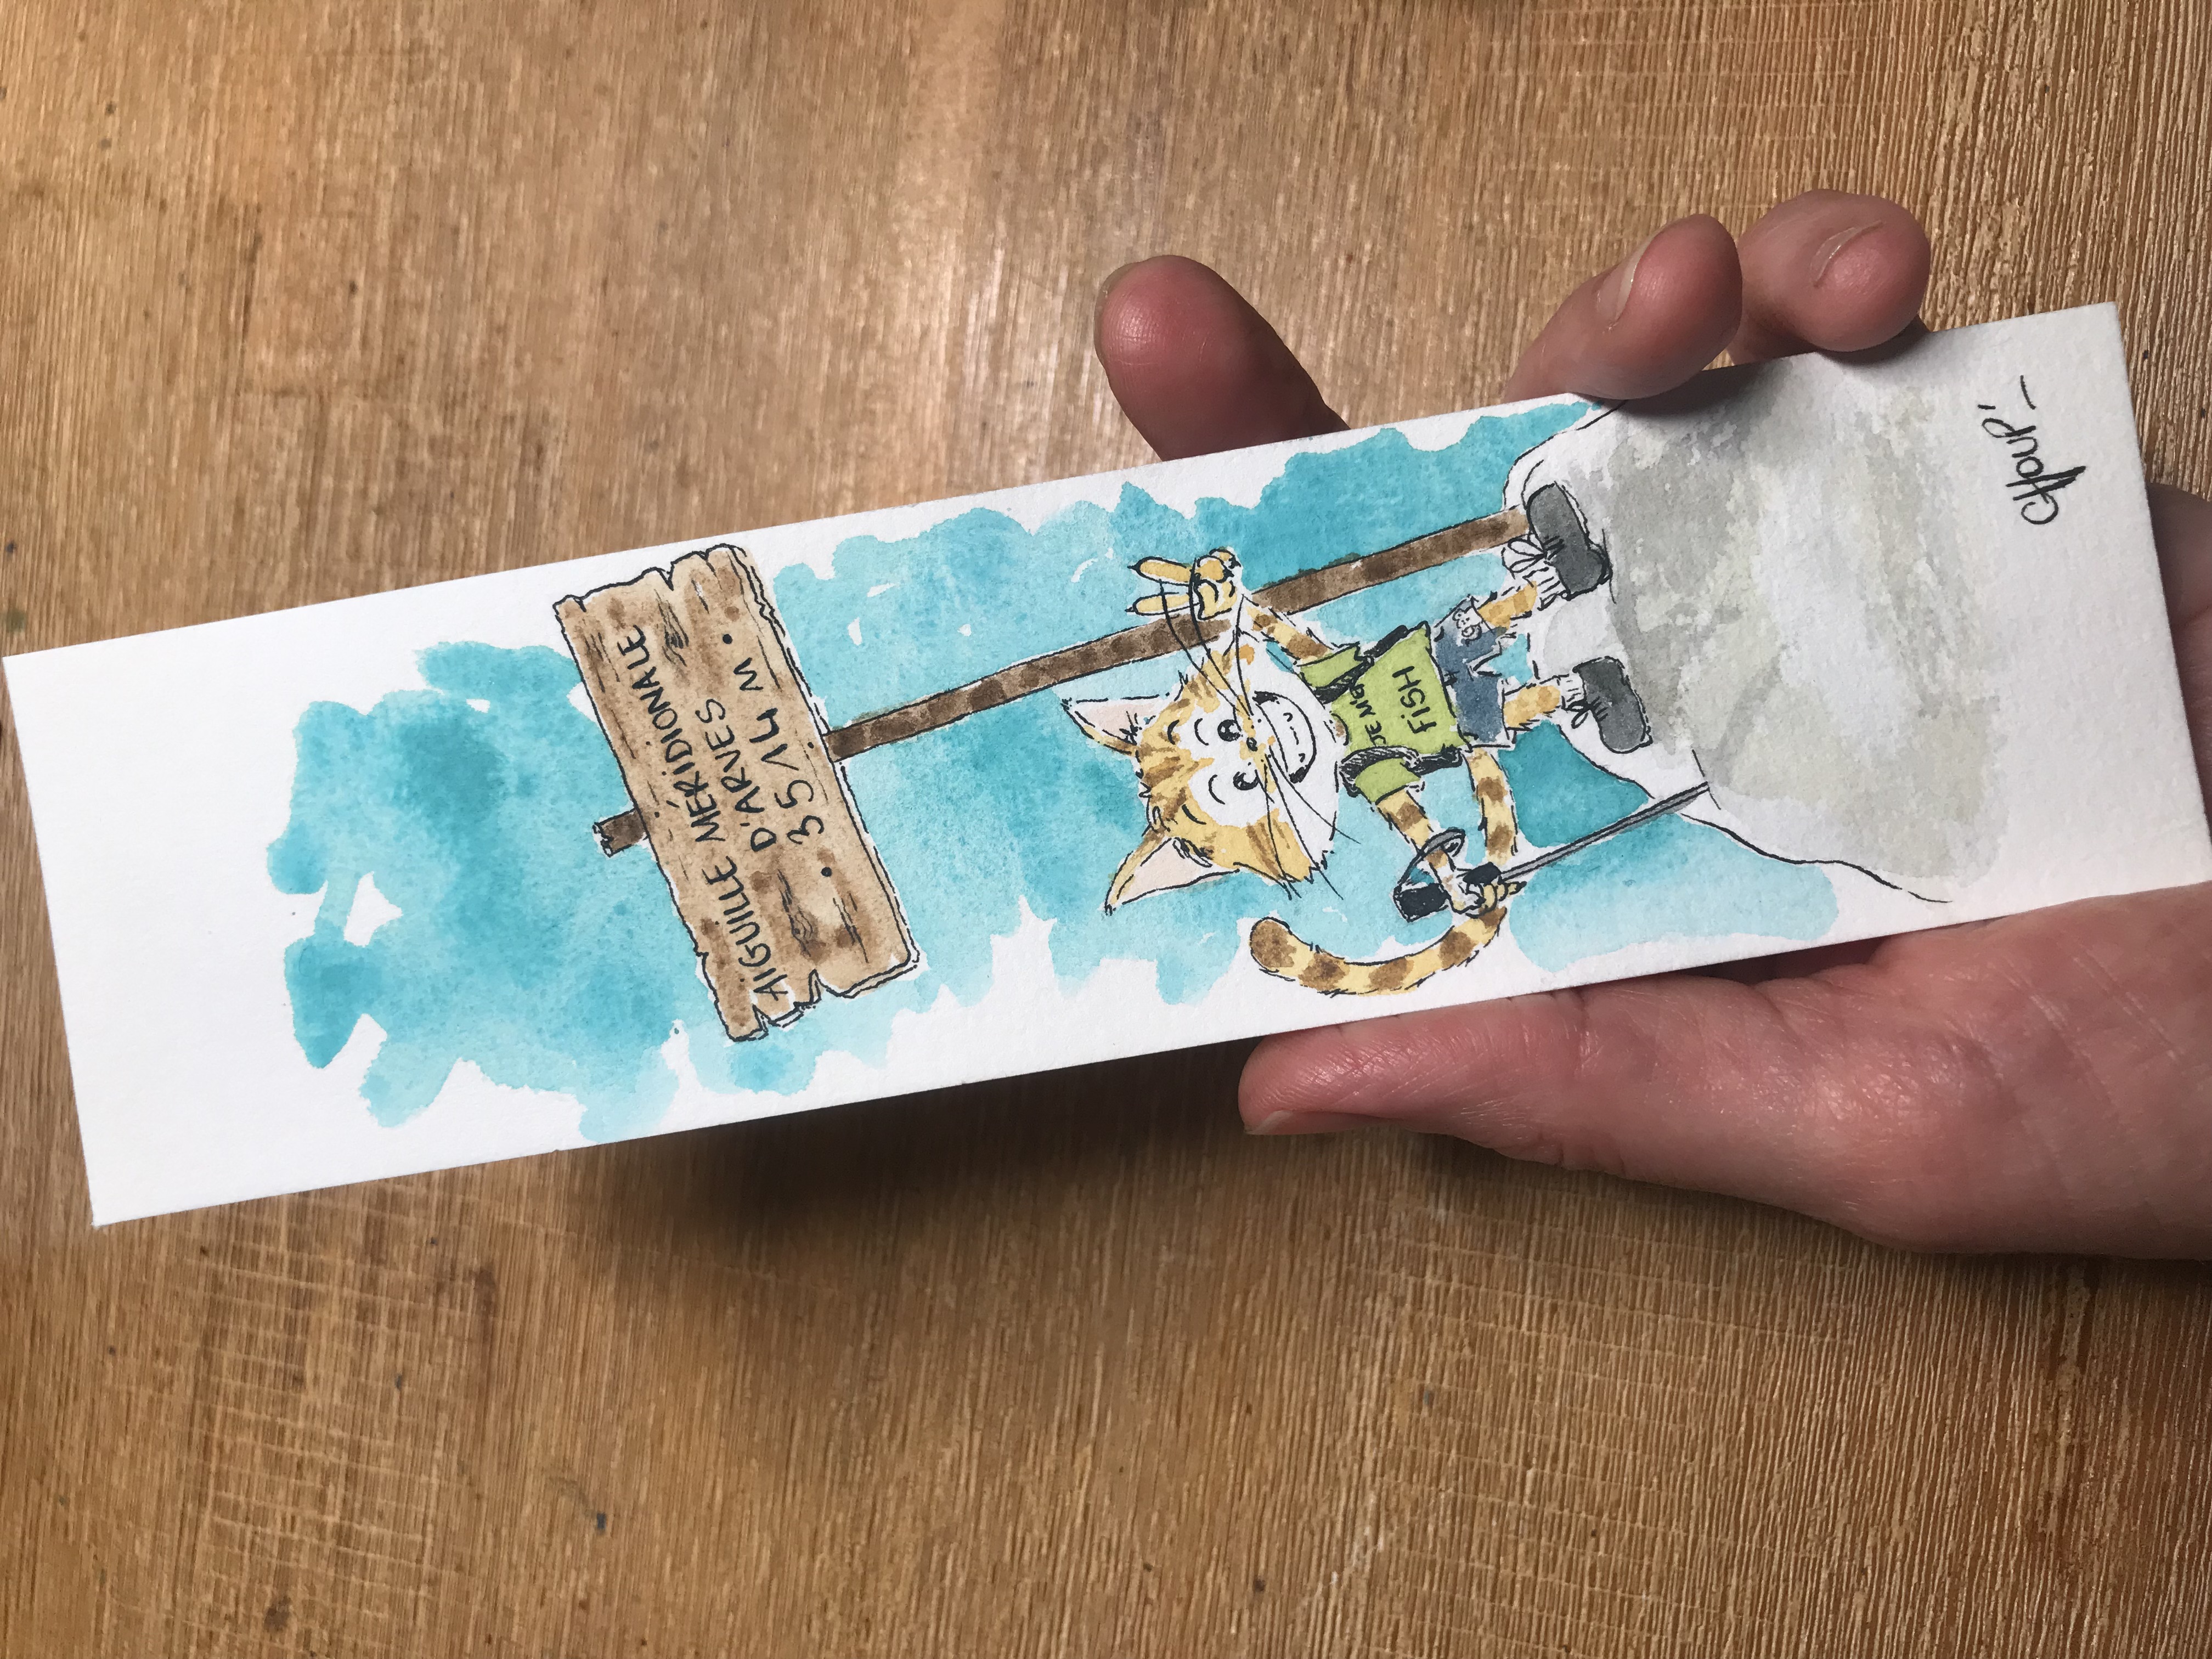 AIGUILLE MÉRIDIONALE
D'ARVES
• 3514 M •
JE M'EN
FISH
CHOUP'